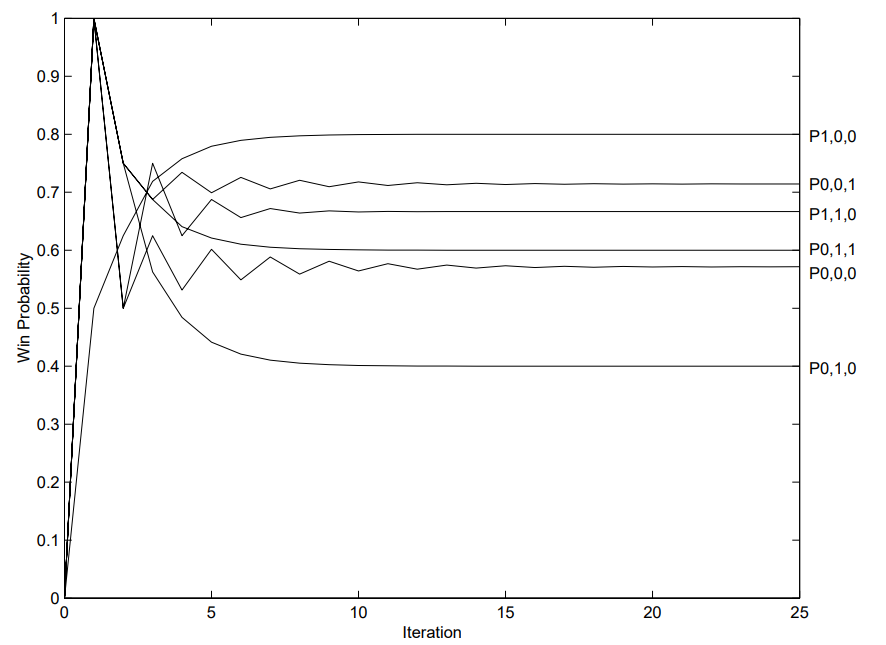 1
0.9
0.8
0.7
0.6
0.5
0.4
0.3
0.2
0.1
0
Win Probability
P1,0,0
P0,0,1
P1,1,0
P0,1,1
P0,0,0
P0,1,0
0 5 10 15 20 25
Iteration